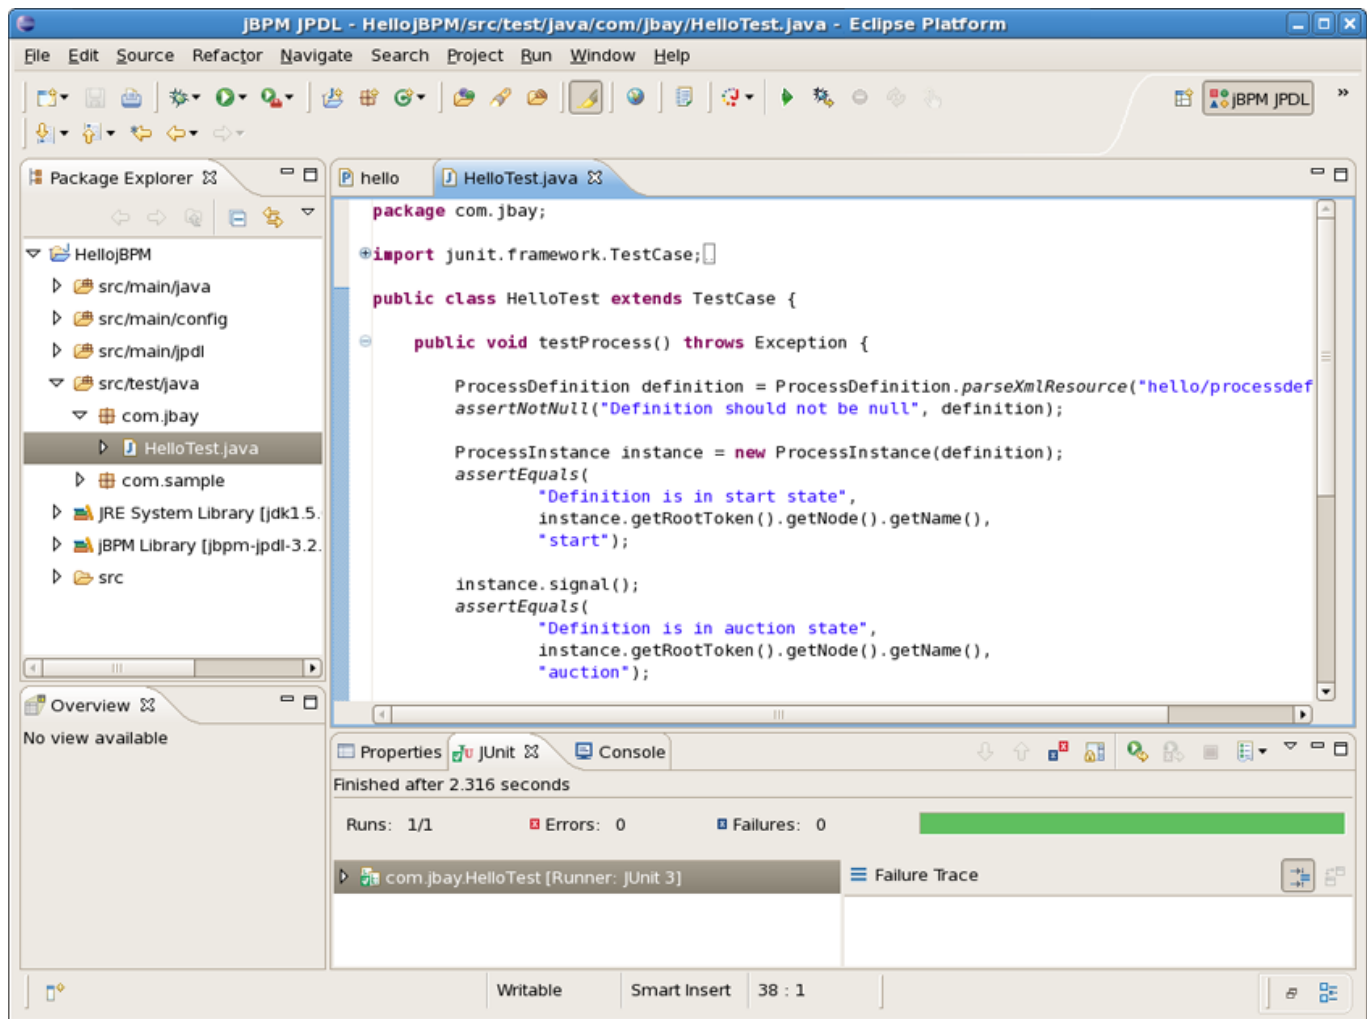 jBPM JPDL - HellojBPM/src/test/java/com/jbay/HelloTest.java - Eclipse Platform
File Edit Source Refactor Navigate Search Project Run Window Help
jBPM JPDL »
Package Explorer
hello HelloTest.java
HellojBPM
src/main/java
src/main/config
src/main/jpdl
src/test/java
com.jbay
HelloTest.java
com.sample
JRE System Library [jdk1.5.
jBPM Library [jbpm-jpdl-3.2.
src
package com.jbay;
import junit.framework.TestCase;
public class HelloTest extends TestCase {
public void testProcess() throws Exception {
ProcessDefinition definition = ProcessDefinition.parseXmlResource("hello/processdef
assertNotNull("Definition should not be null", definition);
ProcessInstance instance = new ProcessInstance(definition);
assertEquals(
"Definition is in start state",
instance.getRootToken().getNode().getName(),
"start");
instance.signal();
assertEquals(
"Definition is in auction state",
instance.getRootToken().getNode().getName(),
"auction");
Overview
No view available
Properties JUnit Console
Finished after 2.316 seconds
Runs: 1/1 Errors: 0 Failures: 0
com.jbay.HelloTest [Runner: JUnit 3]
Failure Trace
Writable Smart Insert 38 : 1